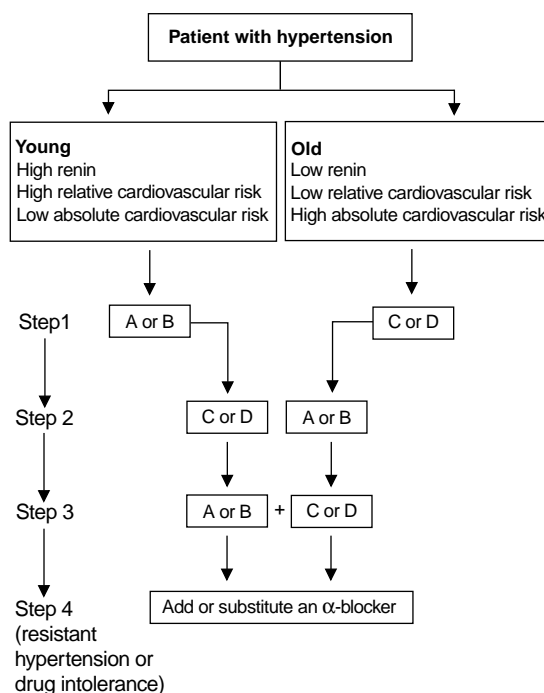 Patient with hypertension
Young
High renin
High relative cardiovascular risk
Low absolute cardiovascular risk
Old
Low renin
Low relative cardiovascular risk
High absolute cardiovascular risk
Step1
A or B
C or D
Step 2
C or D
A or B
Step 3
A or B + C or D
Step 4
(resistant
hypertension or
drug intolerance)
Add or substitute an α-blocker